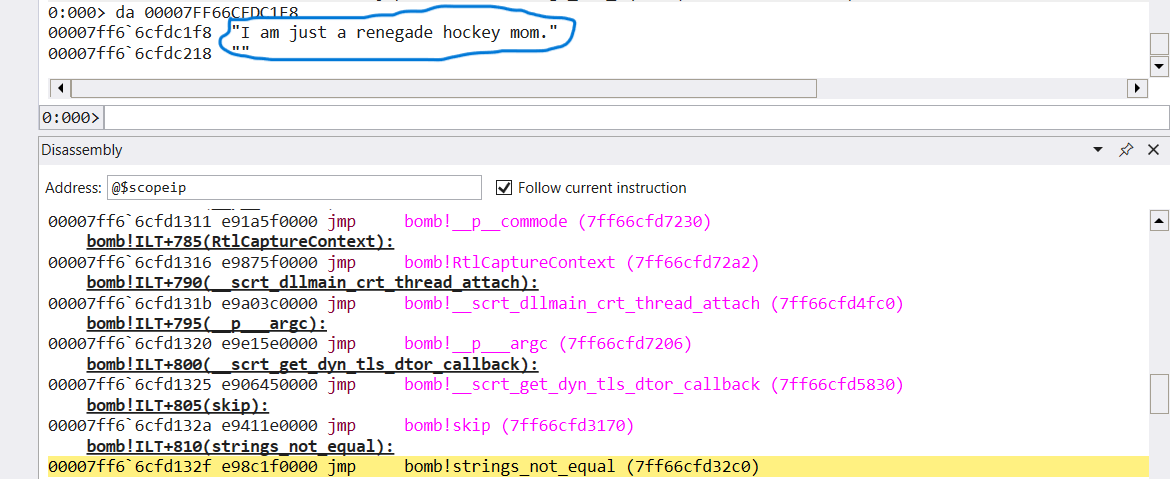 0:000> da 00007FF66CFDC1F8
00007ff6`6cfdc1f8  "I am just a renegade hockey mom."
00007ff6`6cfdc218  ""
0:000>
Disassembly
Address: @$scopeip Follow current instruction
00007ff6`6cfd1311 e91a5f0000 jmp     bomb!__p__commode (7ff66cfd7230)
bomb!ILT+785(RtlCaptureContext):
00007ff6`6cfd1316 e9875f0000 jmp     bomb!RtlCaptureContext (7ff66cfd72a2)
bomb!ILT+790(__scrt_dllmain_crt_thread_attach):
00007ff6`6cfd131b e9a03c0000 jmp     bomb!__scrt_dllmain_crt_thread_attach (7ff66cfd4fc0)
bomb!ILT+795(__p___argc):
00007ff6`6cfd1320 e9e15e0000 jmp     bomb!__p___argc (7ff66cfd7206)
bomb!ILT+800(__scrt_get_dyn_tls_dtor_callback):
00007ff6`6cfd1325 e906450000 jmp     bomb!__scrt_get_dyn_tls_dtor_callback (7ff66cfd5830)
bomb!ILT+805(skip):
00007ff6`6cfd132a e9411e0000 jmp     bomb!skip (7ff66cfd3170)
bomb!ILT+810(strings_not_equal):
00007ff6`6cfd132f e98c1f0000 jmp     bomb!strings_not_equal (7ff66cfd32c0)